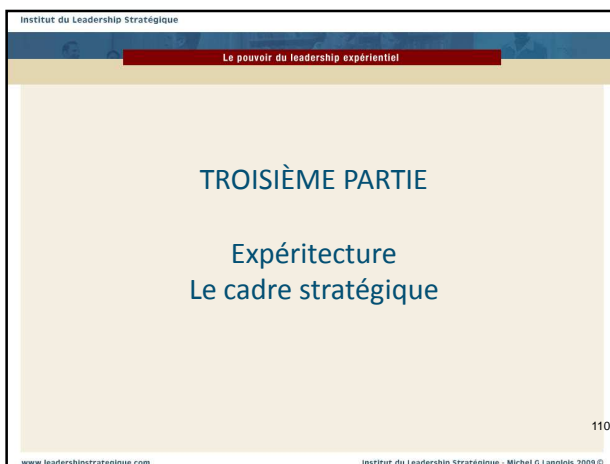 Institut du Leadership Stratégique
Le pouvoir du leadership expérientiel
TROISIÈME PARTIE
Expéritecture
Le cadre stratégique
110
www.leadershipstrategique.com
Institut du Leadership Stratégique - Michel G Langlois 2009 ©